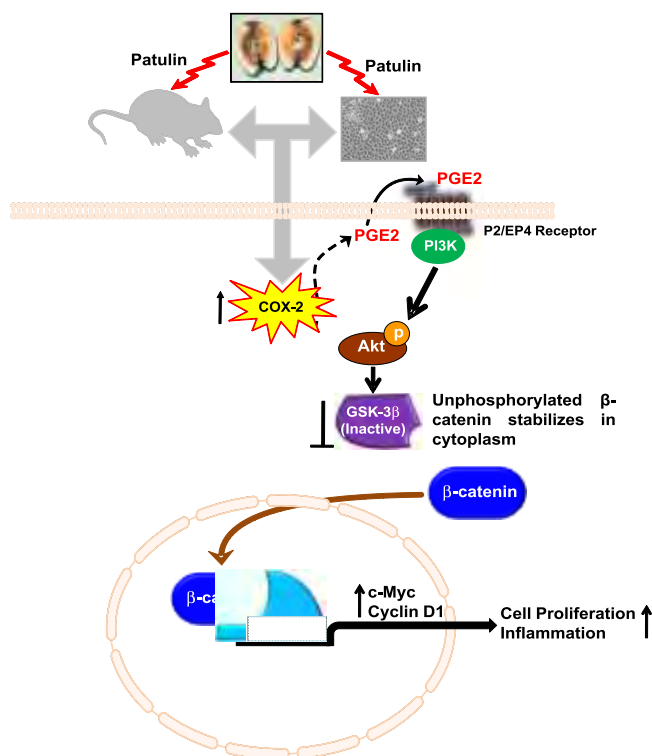 Patulin
Patulin
PGE2
P2/EP4 Receptor
PGE2
PI3K
COX-2
p
Akt
GSK-3β
(Inactive)
Unphosphorylated β-
catenin stabilizes in
cytoplasm
β-catenin
β-ca
c-Myc
Cyclin D1
Cell Proliferation
Inflammation